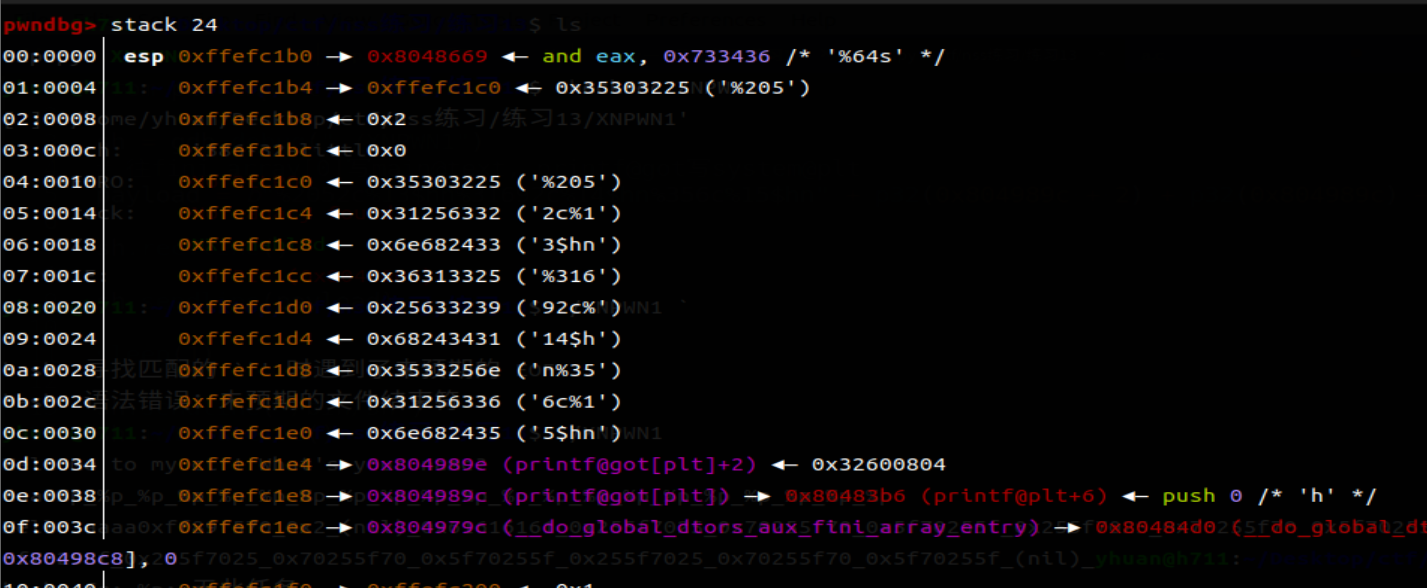 pwndbg> stack 24
00:0000│ esp 0xffefc1b0 —▸ 0x8048669 ◂— and eax, 0x733436 /* '%64s' */
01:0004│ 0xffefc1b4 —▸ 0xffefc1c0 ◂— 0x35303225 ('%205')
02:0008│ 0xffefc1b8 ◂— 0x2
03:000c│ 0xffefc1bc ◂— 0x0
04:0010│ 0xffefc1c0 ◂— 0x35303225 ('%205')
05:0014│ 0xffefc1c4 ◂— 0x31256332 ('2c%1')
06:0018│ 0xffefc1c8 ◂— 0x6e682433 ('3$hn')
07:001c│ 0xffefc1cc ◂— 0x36313325 ('%316')
08:0020│ 0xffefc1d0 ◂— 0x25633239 ('92c%')
09:0024│ 0xffefc1d4 ◂— 0x68243431 ('14$h')
0a:0028│ 0xffefc1d8 ◂— 0x3533256e ('n%35')
0b:002c│ 0xffefc1dc ◂— 0x31256336 ('6c%1')
0c:0030│ 0xffefc1e0 ◂— 0x6e682435 ('5$hn')
0d:0034│ 0xffefc1e4 —▸ 0x804989e (printf@got[plt]+2) ◂— 0x32600804
0e:0038│ 0xffefc1e8 —▸ 0x804989c (printf@got[plt]) —▸ 0x80483b6 (printf@plt+6) ◂— push 0 /* 'h' */
0f:003c│ 0xffefc1ec —▸ 0x804979c (__do_global_dtors_aux_fini_array_entry) —▸ 0x80484d0 (__do_global_dt
0x80498c8], 0